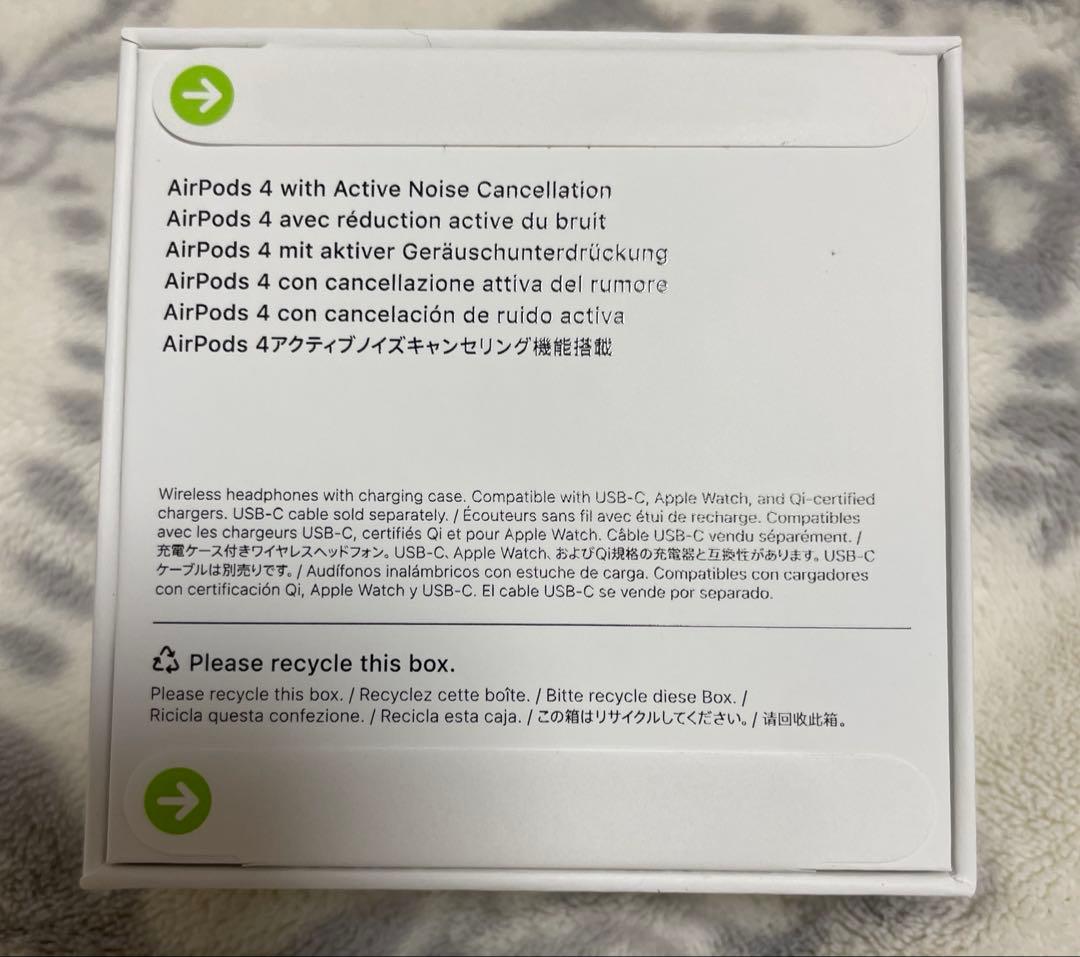 AirPods 4 with Active Noise Cancellation
AirPods 4 avec réduction active du bruit
AirPods 4 mit aktiver Geräuschunterdrückung
AirPods 4 con cancellazione attiva del rumore
AirPods 4 con cancelación de ruido activa
AirPods 4アクティブノイズキャンセリング機能搭載
Wireless headphones with charging case. Compatible with USB-C, Apple Watch, and Qi-certified
chargers. USB-C cable sold separately. / Écouteurs sans fil avec étui de recharge. Compatibles
avec les chargeurs USB-C, certifiés Qi et pour Apple Watch. Câble USB-C vendu séparément. /
充電ケース付きワイヤレスヘッドフォン。USB-C、Apple Watch、およびQi規格の充電器と互換性があります。USB-C
ケーブルは別売りです。/ Audífonos inalámbricos con estuche de carga. Compatibles con cargadores
con certificación Qi, Apple Watch y USB-C. El cable USB-C se vende por separado.
Please recycle this box.
Please recycle this box. / Recyclez cette boîte. / Bitte recycle diese Box. /
Ricicla questa confezione. / Recicla esta caja. / この箱はリサイクルしてください。/ 请回收此箱。